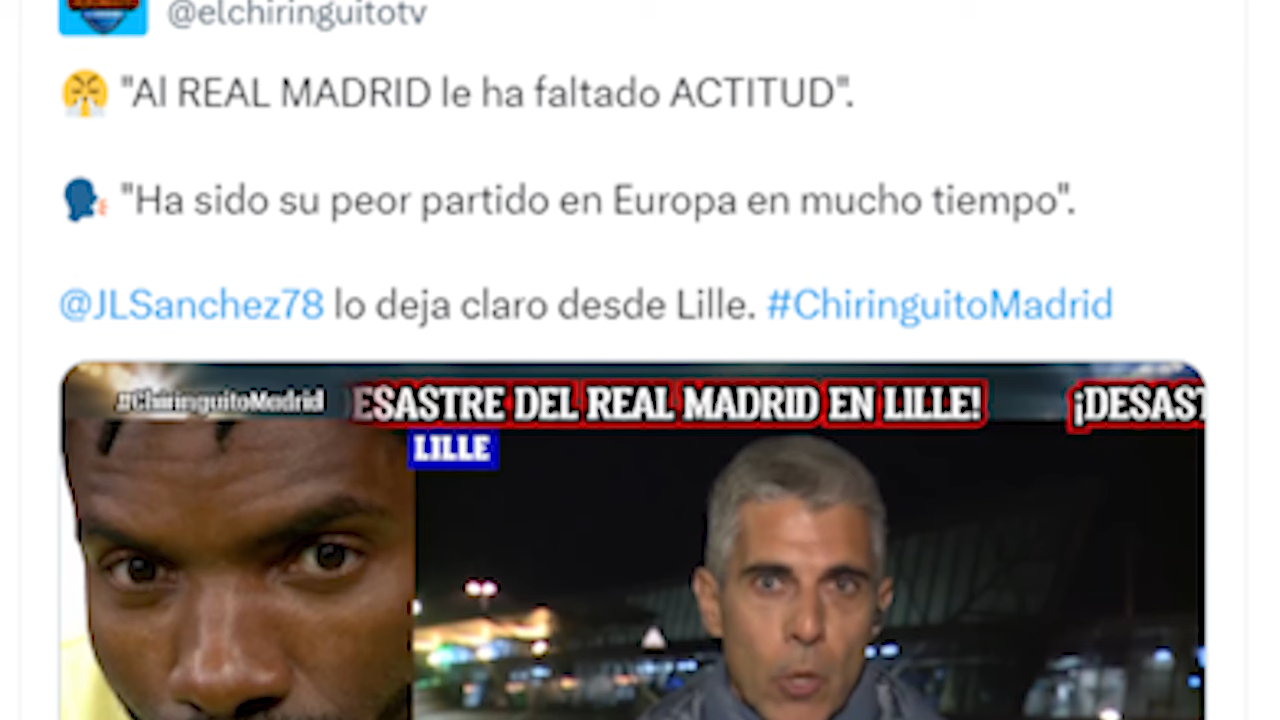 @elchiringuitotv
"Al REAL MADRID le ha faltado ACTITUD".
"Ha sido su peor partido en Europa en mucho tiempo".
@JLSanchez78 lo deja claro desde Lille. #ChiringuitoMadrid
#ChiringuitoMadrid ESASTRE DEL REAL MADRID EN LILLE! ¡DESAST
LILLE